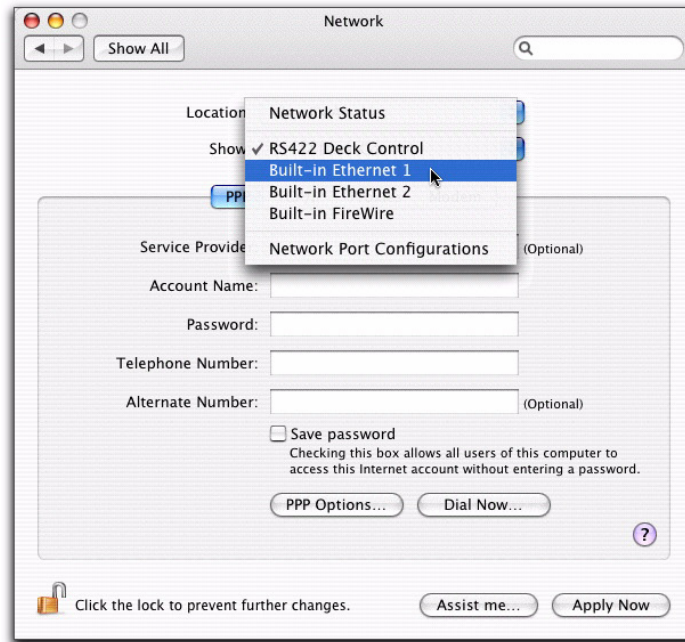 Network
Show All
Location
Network Status
Show
✓ RS422 Deck Control
Built-in Ethernet 1
Built-in Ethernet 2
Built-in FireWire
Network Port Configurations
PPP
Modem
Service Provide
(Optional)
Account Name:
Password:
Telephone Number:
Alternate Number:
(Optional)
Save password
Checking this box allows all users of this computer to
access this Internet account without entering a password.
PPP Options...
Dial Now...
?
Click the lock to prevent further changes.
Assist me...
Apply Now